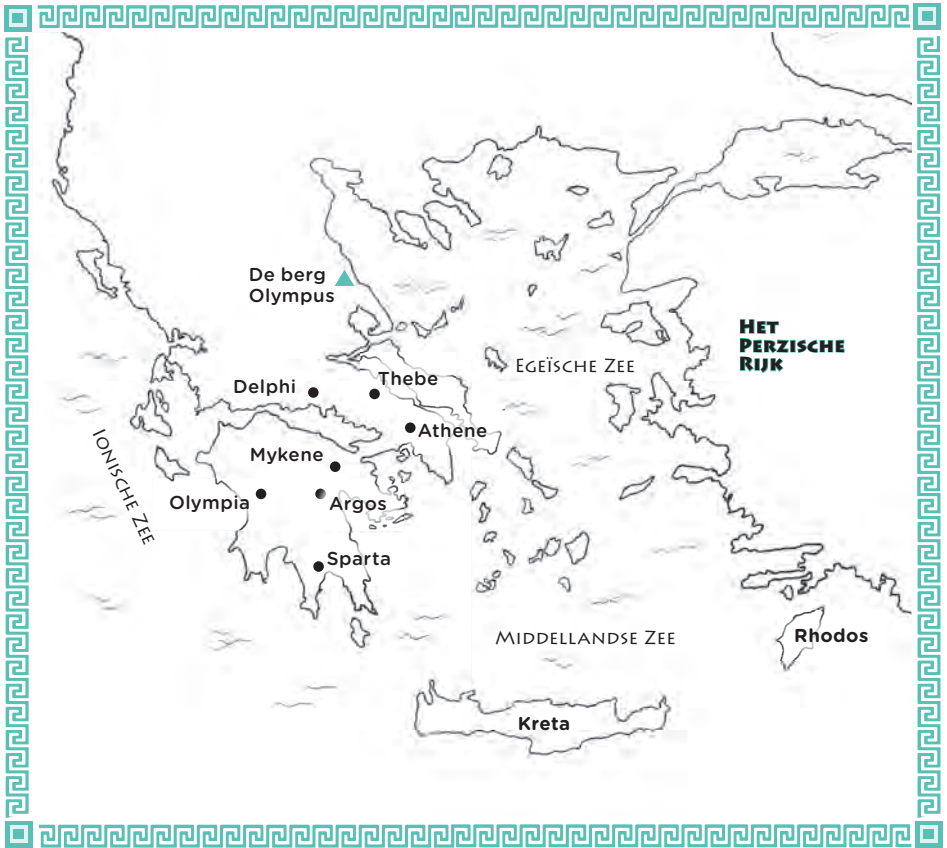 De berg
Olympus
Het
Perzische
Rijk
Egeïsche Zee
Delphi
Thebe
Athene
Mykene
Ionische Zee
Olympia
Argos
Sparta
Middellandse Zee
Rhodos
Kreta